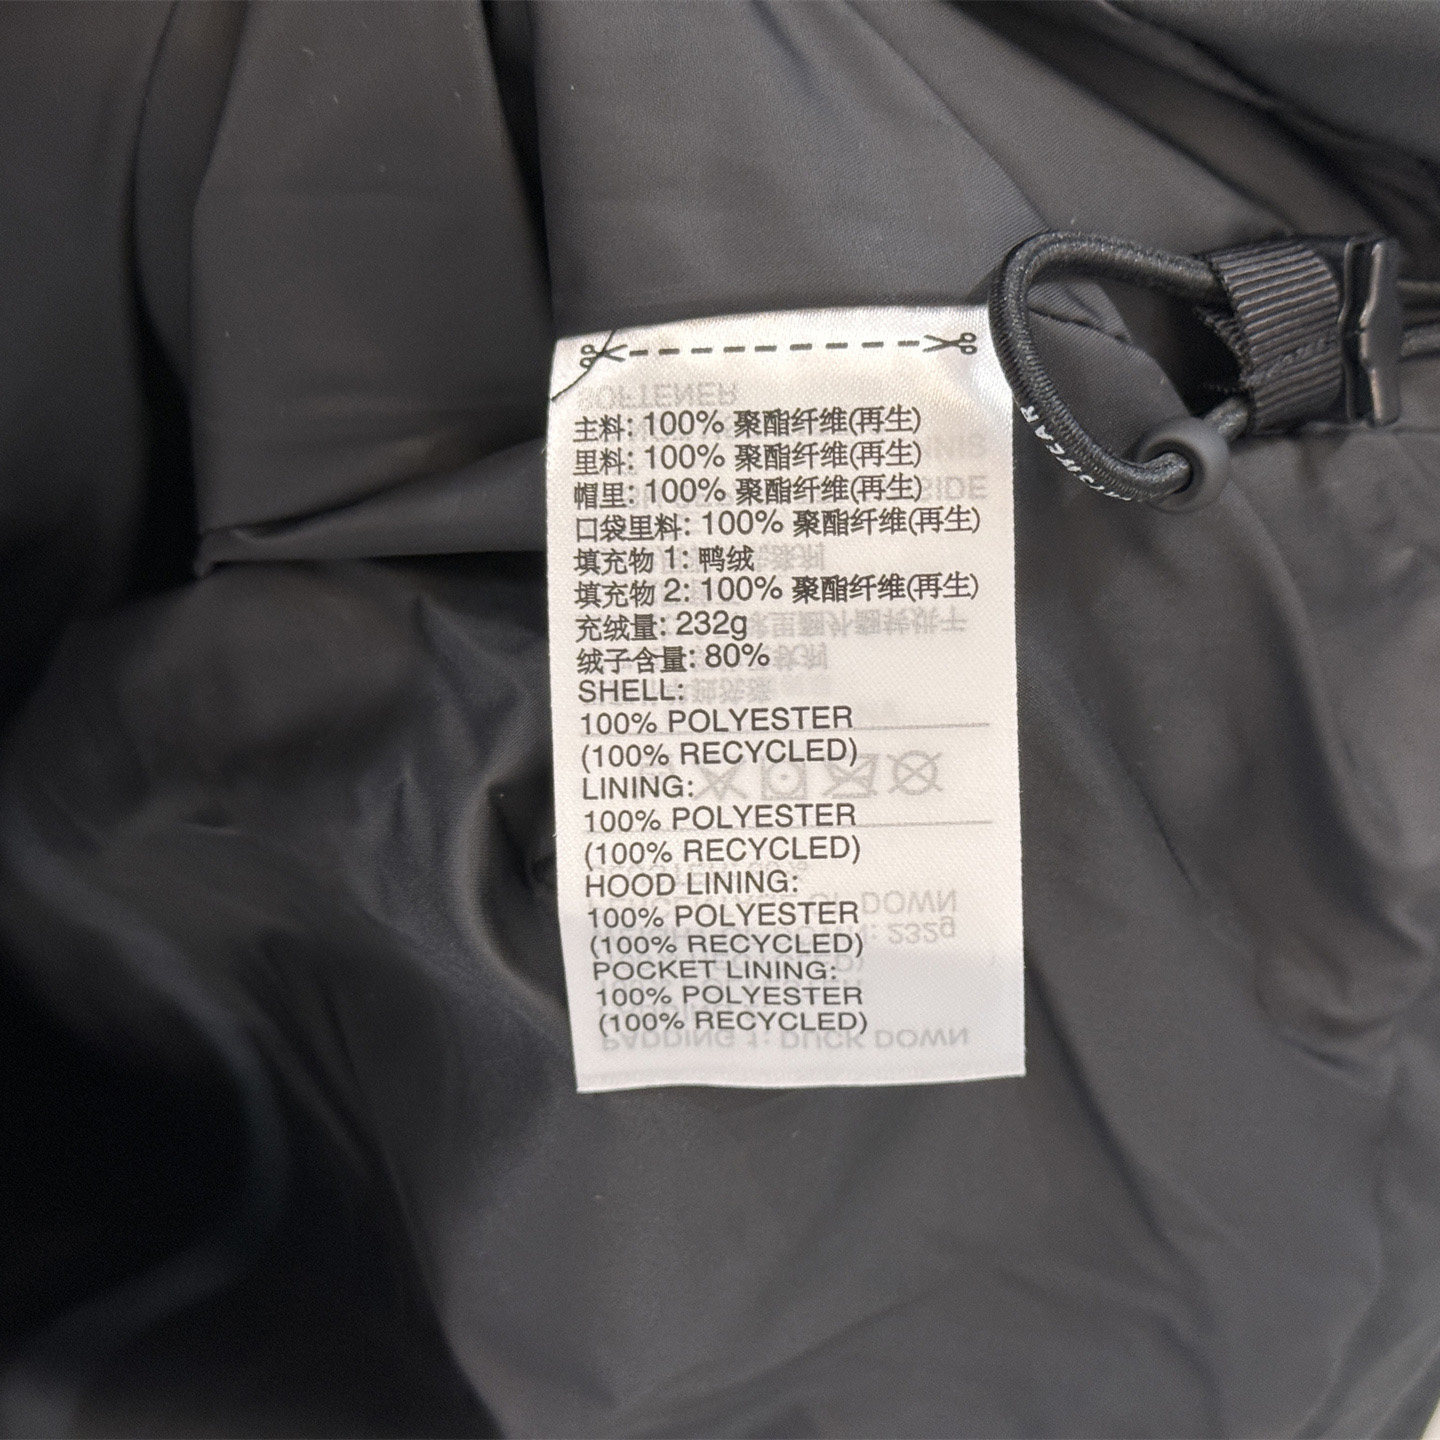 主料: 100% 聚酯纤维(再生)
里料: 100% 聚酯纤维(再生)
帽里: 100% 聚酯纤维(再生)
口袋里料: 100% 聚酯纤维(再生)
填充物 1: 鸭绒
填充物 2: 100% 聚酯纤维(再生)
充绒量: 232g
绒子含量: 80%
SHELL:
100% POLYESTER
(100% RECYCLED)
LINING:
100% POLYESTER
(100% RECYCLED)
HOOD LINING:
100% POLYESTER
(100% RECYCLED)
POCKET LINING:
100% POLYESTER
(100% RECYCLED)